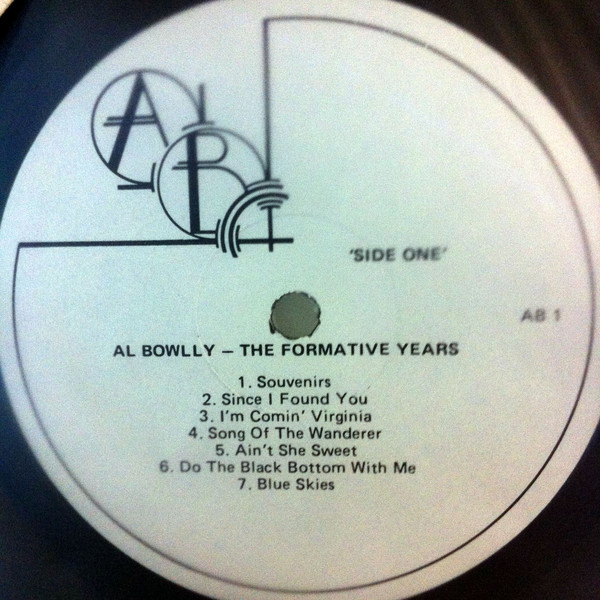 AB
'SIDE ONE'
AB 1
AL BOWLLY – THE FORMATIVE YEARS
1. Souvenirs
2. Since I Found You
3. I'm Comin' Virginia
4. Song Of The Wanderer
5. Ain't She Sweet
6. Do The Black Bottom With Me
7. Blue Skies